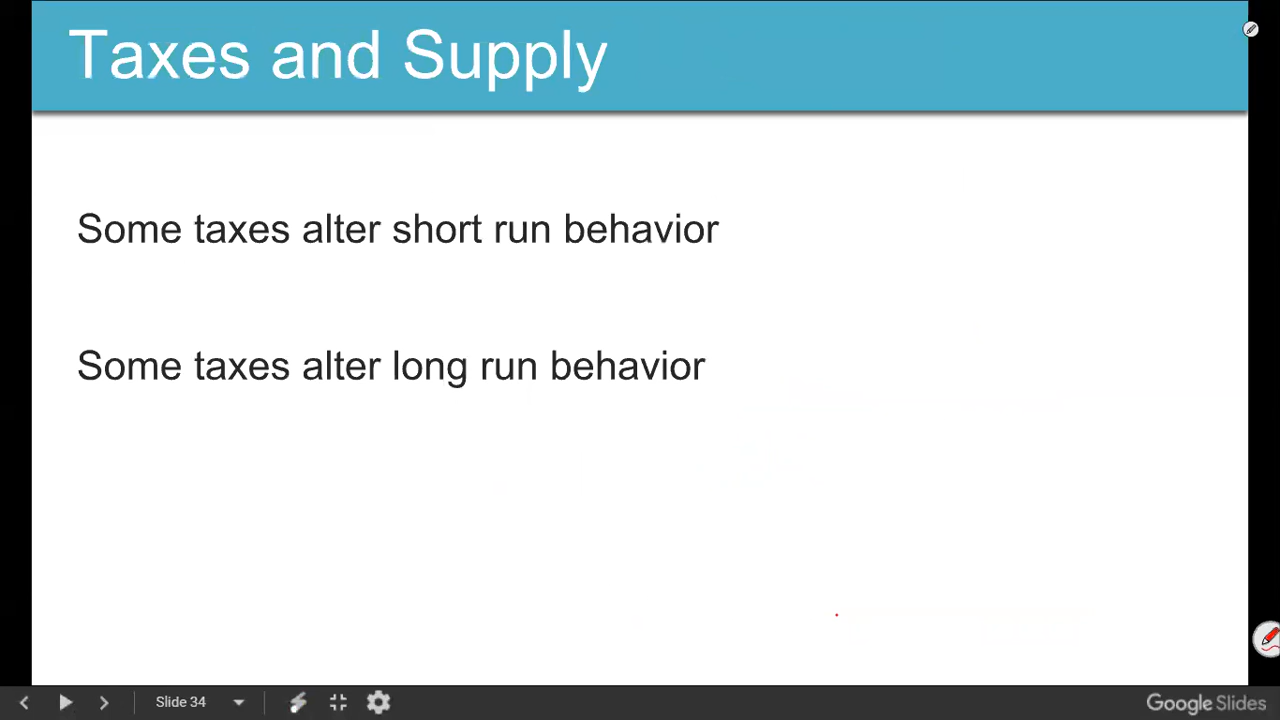 Taxes and Supply
Some taxes alter short run behavior
Some taxes alter long run behavior
Slide 34
Google Slides